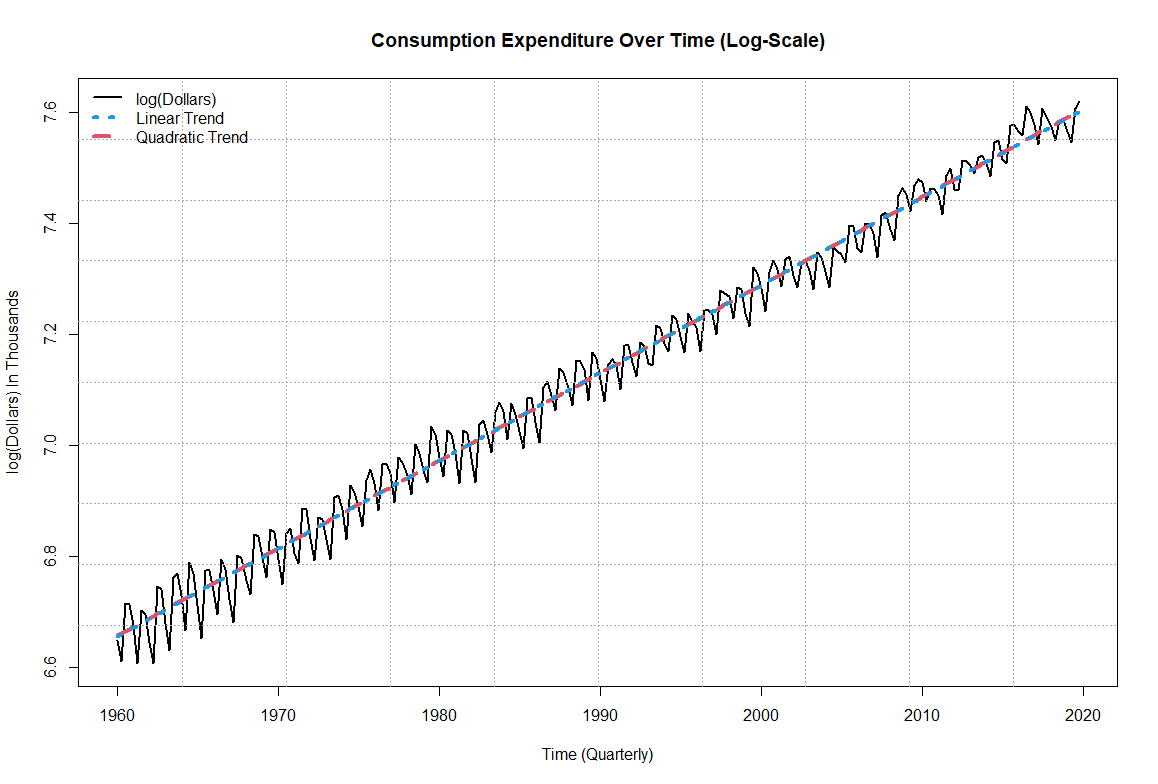 Consumption Expenditure Over Time (Log-Scale)
log(Dollars)
Linear Trend
Quadratic Trend
log(Dollars) In Thousands
7.6
7.4
7.2
7.0
6.8
6.6
1960 1970 1980 1990 2000 2010 2020
Time (Quarterly)